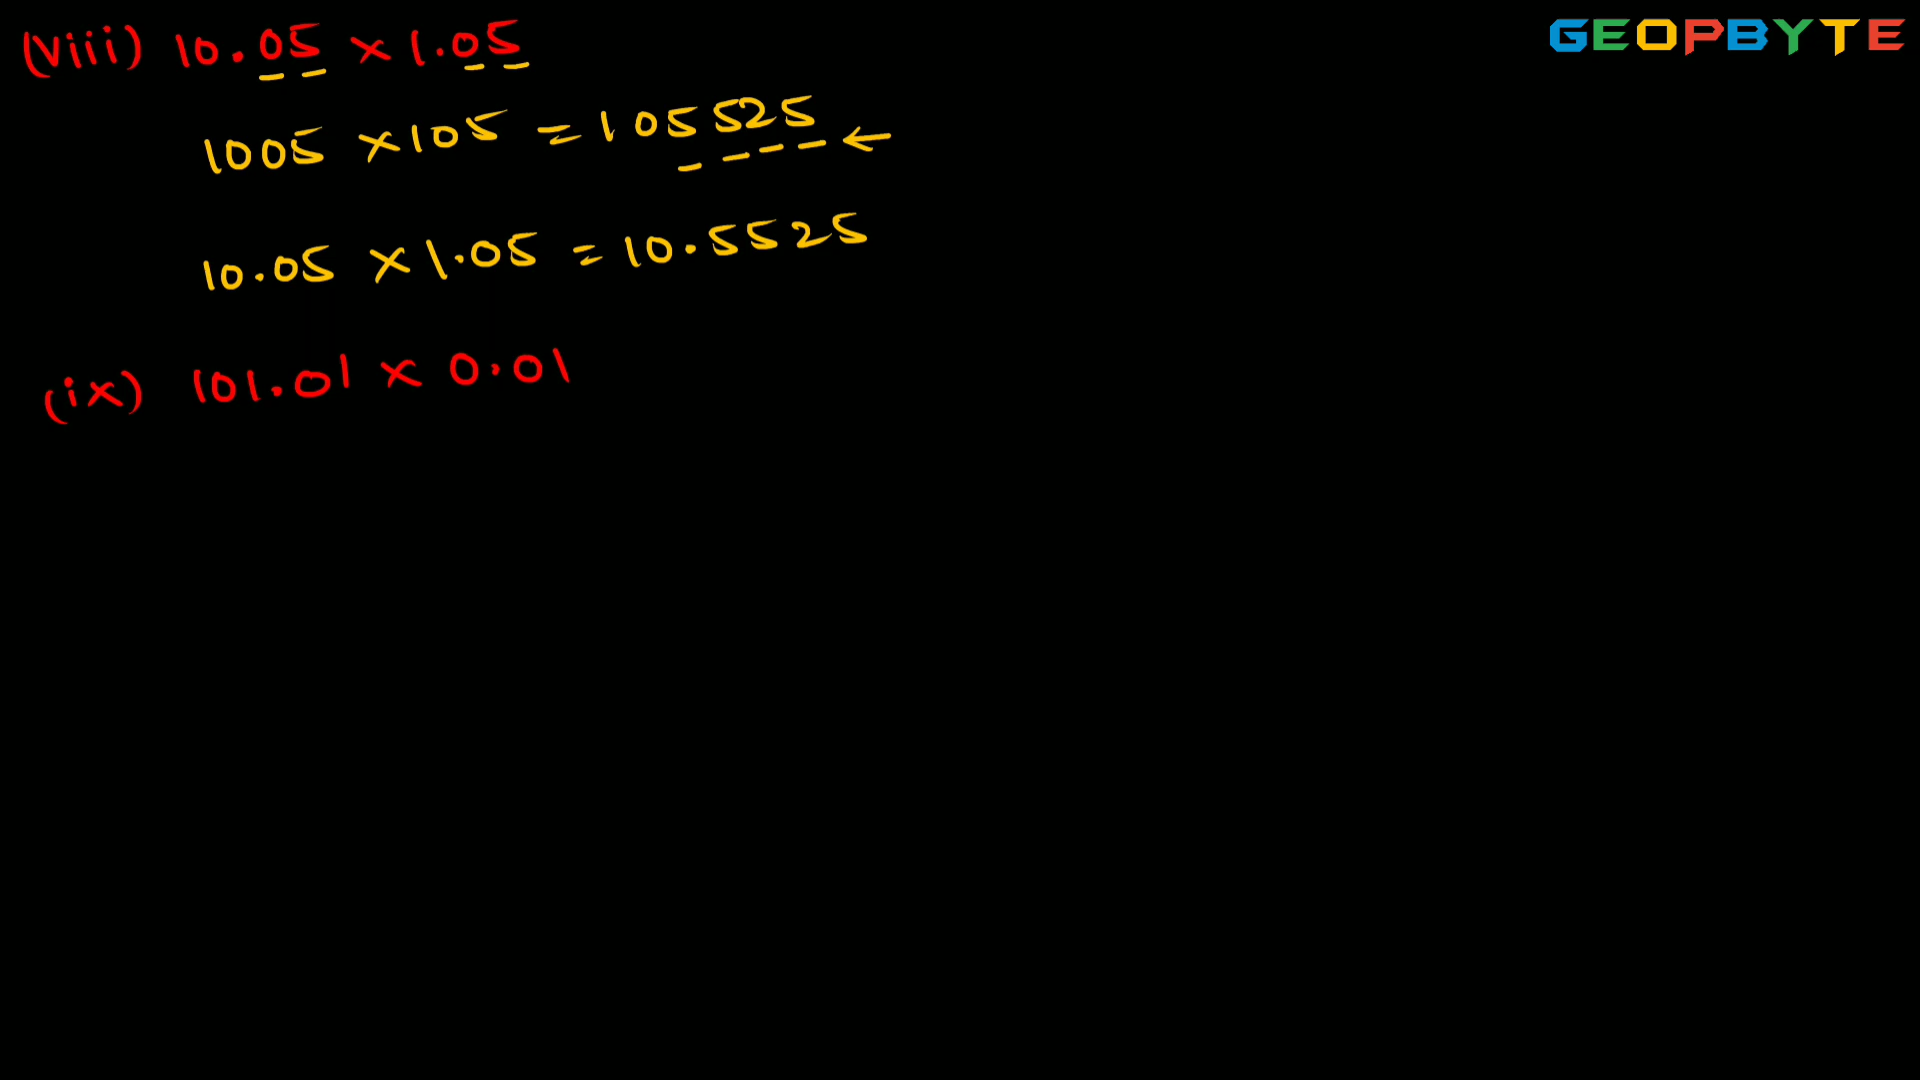 (viii) 10.05 × 1.05
GEOPBYTE
1005 × 105 = 105525 ←
10.05 × 1.05 = 10.5525
(ix) 101.01 × 0.01